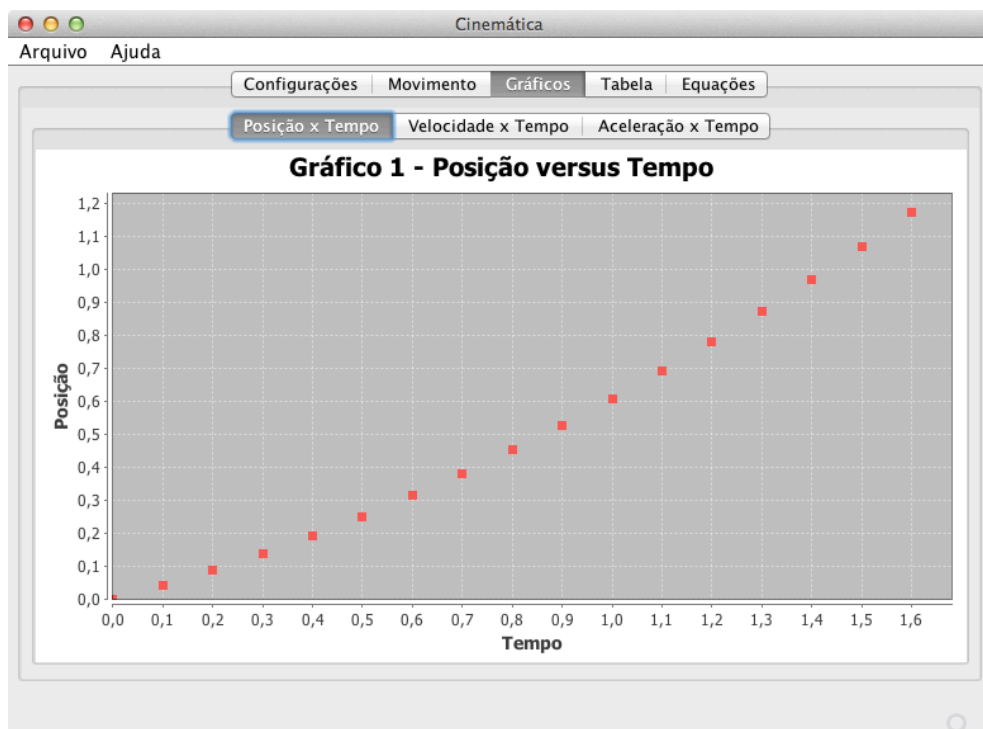 Cinemática
Arquivo Ajuda
Configurações Movimento Gráficos Tabela Equações
Posição x Tempo Velocidade x Tempo Aceleração x Tempo
Gráfico 1 - Posição versus Tempo
1,2
1,1
1,0
0,9
0,8
0,7
0,6
0,5
0,4
0,3
0,2
0,1
0,0
Posição
0,0 0,1 0,2 0,3 0,4 0,5 0,6 0,7 0,8 0,9 1,0 1,1 1,2 1,3 1,4 1,5 1,6
Tempo